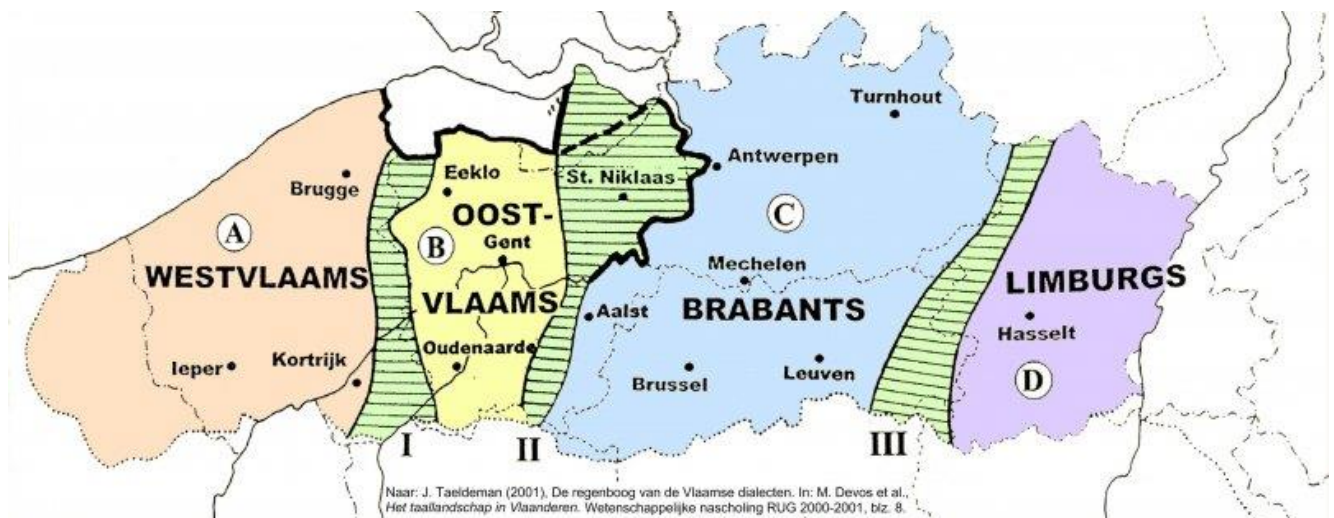 Turnhout
Antwerpen
Eeklo
St. Niklaas
Brugge
OOST-
C
A
B
Gent
Mechelen
WESTVLAAMS
LIMBURGS
VLAAMS
BRABANTS
Aalst
Hasselt
Oudenaarde
Kortrijk
Ieper
Brussel
Leuven
D
I
II
III
Naar: J. Taeldeman (2001), De regenboog van de Vlaamse dialecten. In: M. Devos et al.,
Het taallandschap in Vlaanderen. Wetenschappelijke nascholing RUG 2000-2001, blz. 8.